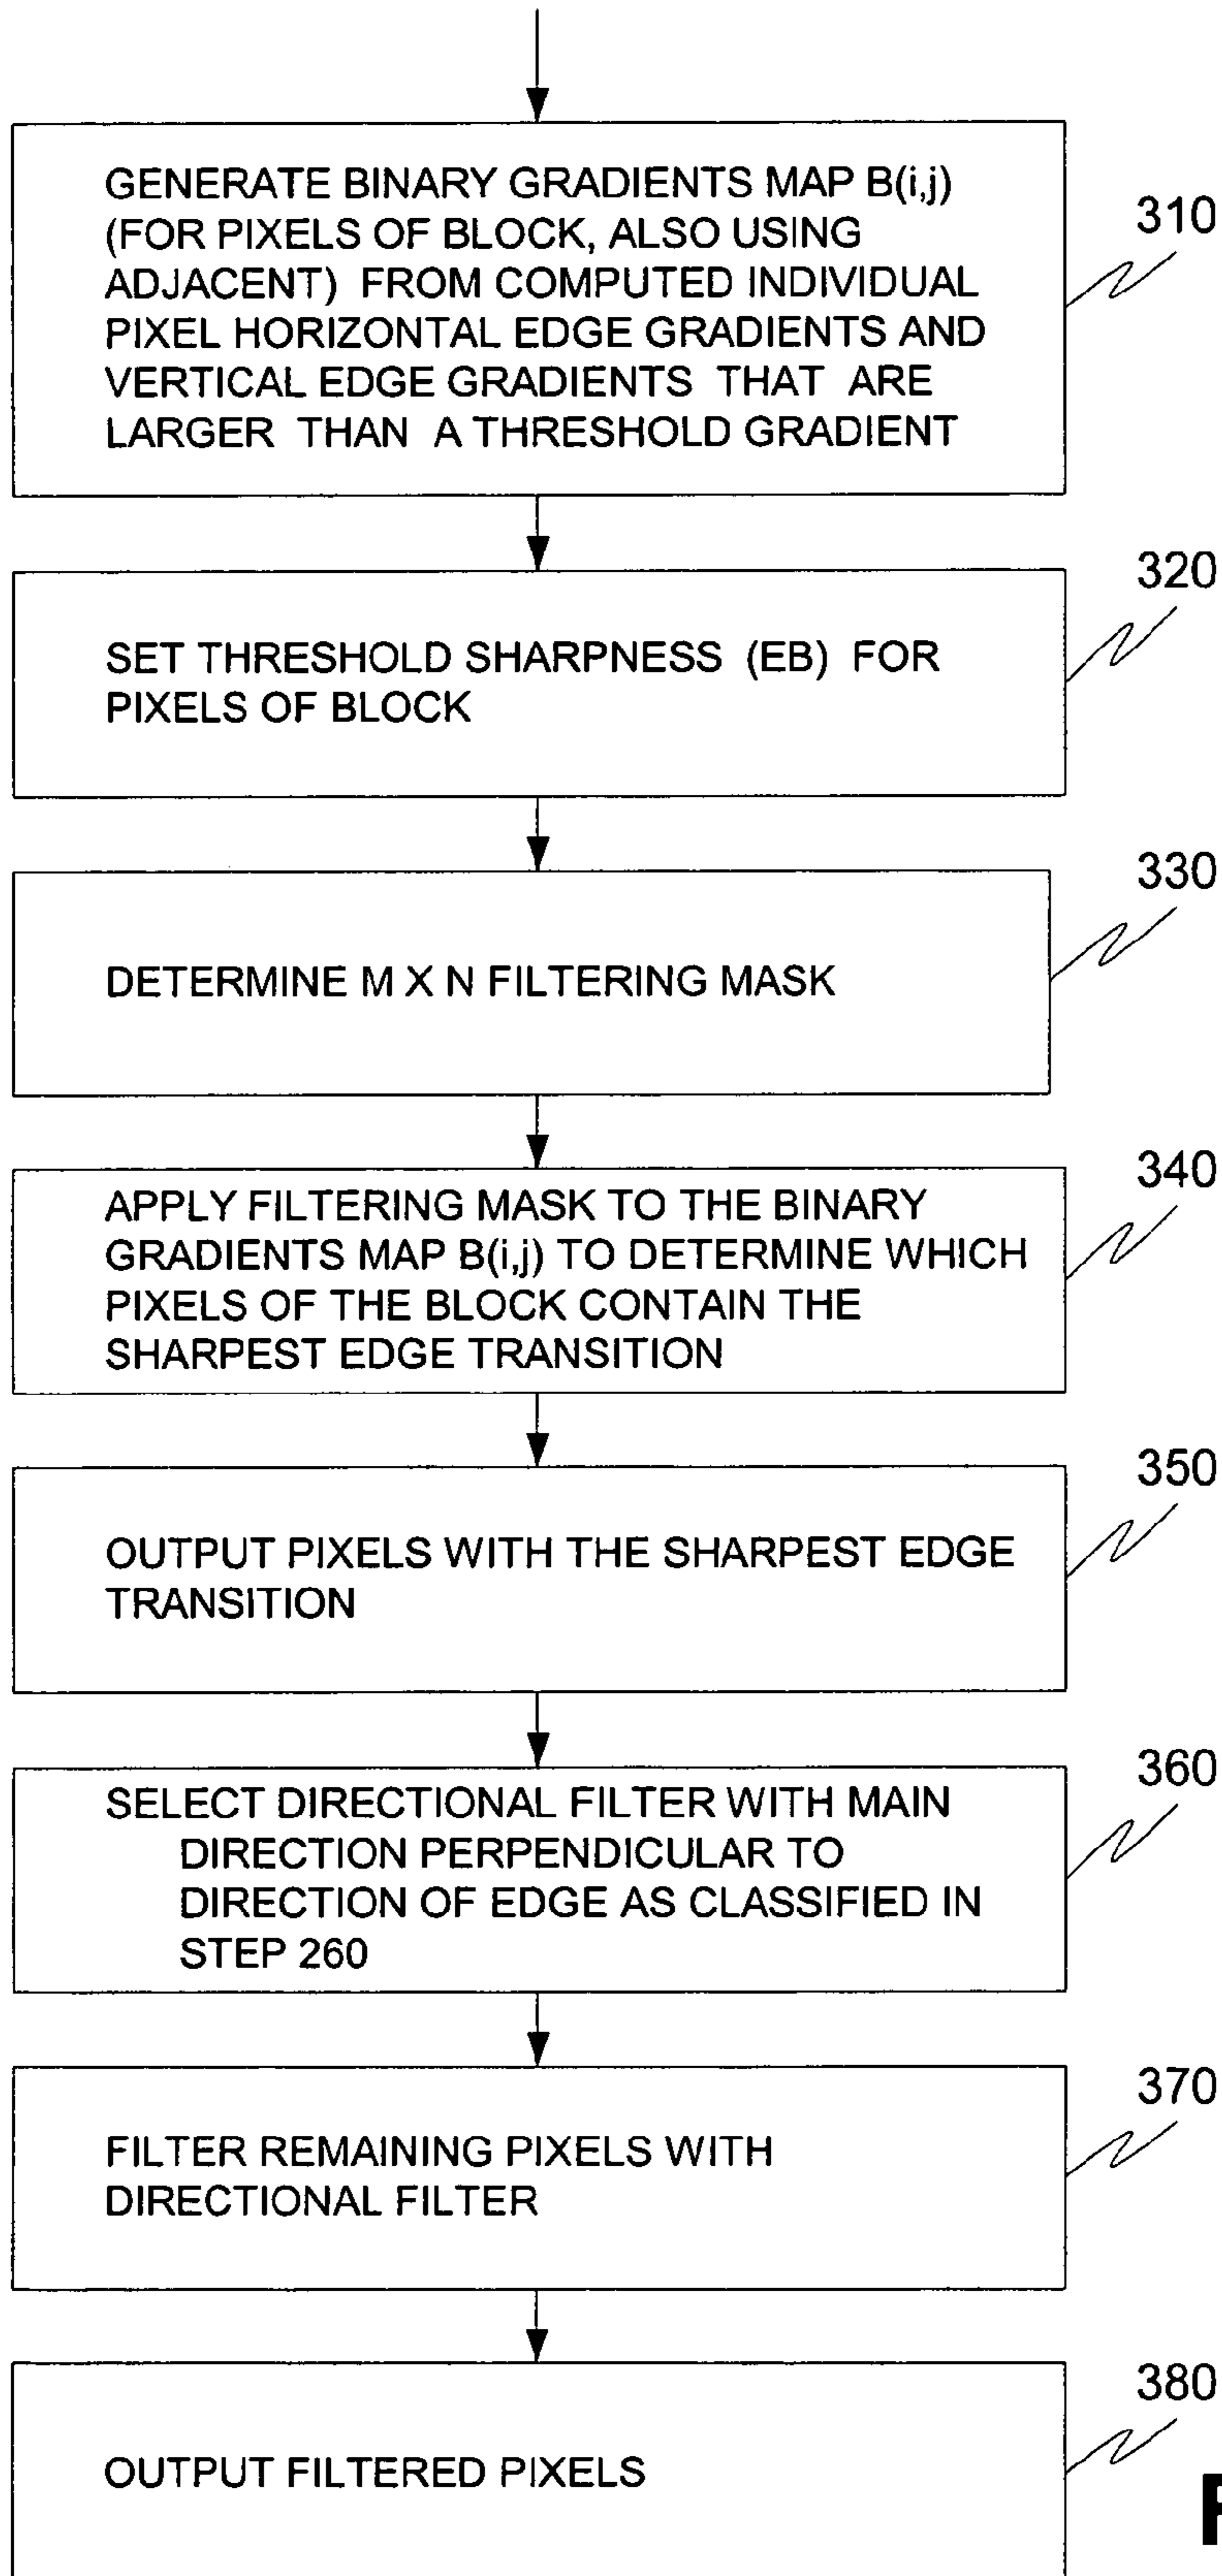 GENERATE BINARY GRADIENTS MAP B(i,j)
(FOR PIXELS OF BLOCK, ALSO USING
ADJACENT) FROM COMPUTED INDIVIDUAL
PIXEL HORIZONTAL EDGE GRADIENTS AND
VERTICAL EDGE GRADIENTS THAT ARE
LARGER THAN A THRESHOLD GRADIENT
310
SET THRESHOLD SHARPNESS (EB) FOR
PIXELS OF BLOCK
320
DETERMINE M X N FILTERING MASK
330
APPLY FILTERING MASK TO THE BINARY
GRADIENTS MAP B(i,j) TO DETERMINE WHICH
PIXELS OF THE BLOCK CONTAIN THE
SHARPEST EDGE TRANSITION
340
OUTPUT PIXELS WITH THE SHARPEST EDGE
TRANSITION
350
SELECT DIRECTIONAL FILTER WITH MAIN
DIRECTION PERPENDICULAR TO
DIRECTION OF EDGE AS CLASSIFIED IN
STEP 260
360
FILTER REMAINING PIXELS WITH
DIRECTIONAL FILTER
370
OUTPUT FILTERED PIXELS
380